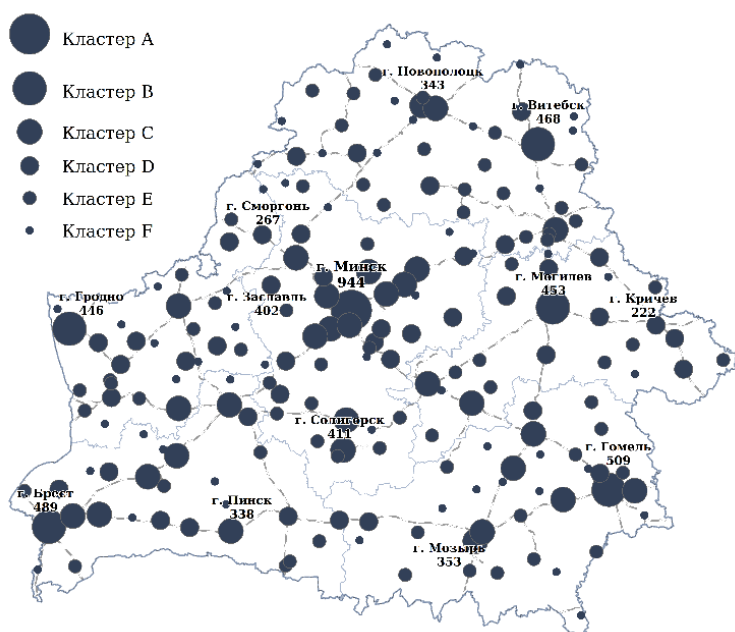 Кластер A
Кластер B
Кластер C
Кластер D
Кластер E
Кластер F
г. Новополоцк
343
г. Витебск
468
г. Сморгонь
267
г. Минск
944
г. Гродно
446
г. Заславль
402
г. Могилев
453
г. Кричев
222
г. Солигорск
411
г. Гомель
509
г. Брест
489
г. Пинск
338
г. Мозырь
353